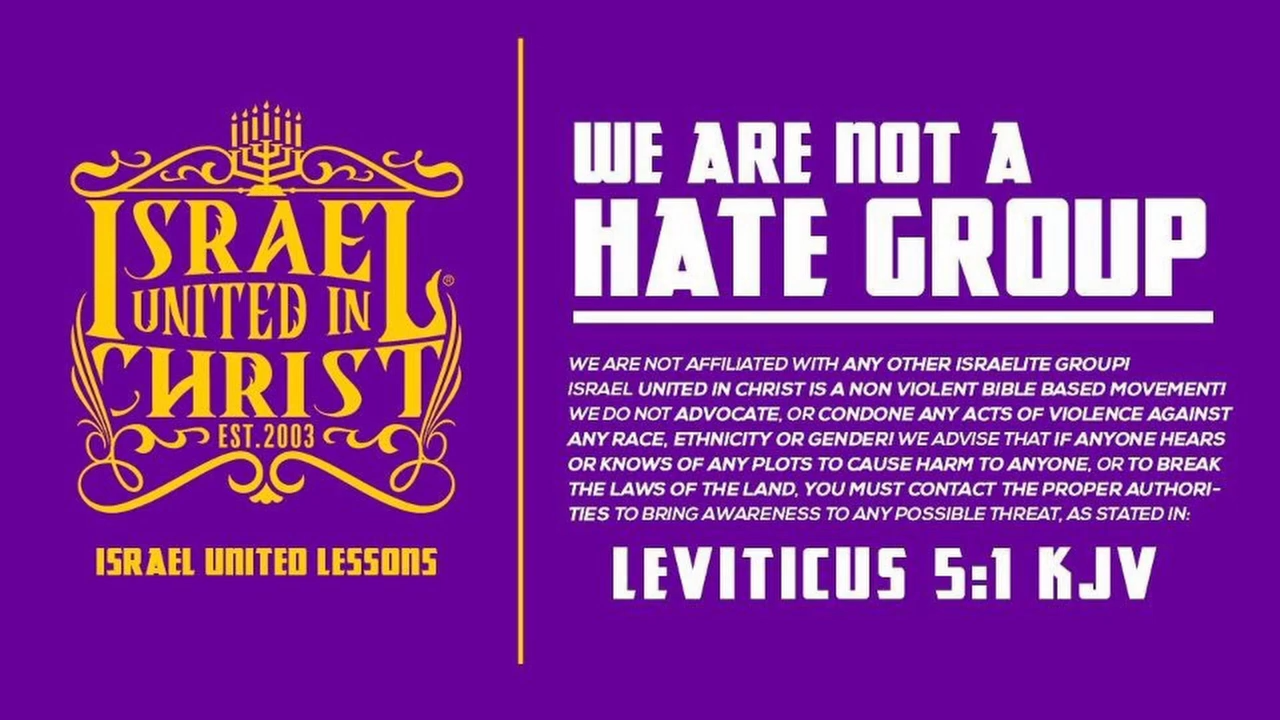 ISRAEL
UNITED IN
CHRIST
EST.2003
®
ISRAEL UNITED LESSONS
WE ARE NOT A
HATE GROUP
WE ARE NOT AFFILIATED WITH ANY OTHER ISRAELITE GROUP!
ISRAEL UNITED IN CHRIST IS A NON VIOLENT BIBLE BASED MOVEMENT!
WE DO NOT ADVOCATE, OR CONDONE ANY ACTS OF VIOLENCE AGAINST
ANY RACE, ETHNICITY OR GENDER! WE ADVISE THAT IF ANYONE HEARS
OR KNOWS OF ANY PLOTS TO CAUSE HARM TO ANYONE, OR TO BREAK
THE LAWS OF THE LAND, YOU MUST CONTACT THE PROPER AUTHORI-
TIES TO BRING AWARENESS TO ANY POSSIBLE THREAT, AS STATED IN:
LEVITICUS 5:1 KJV